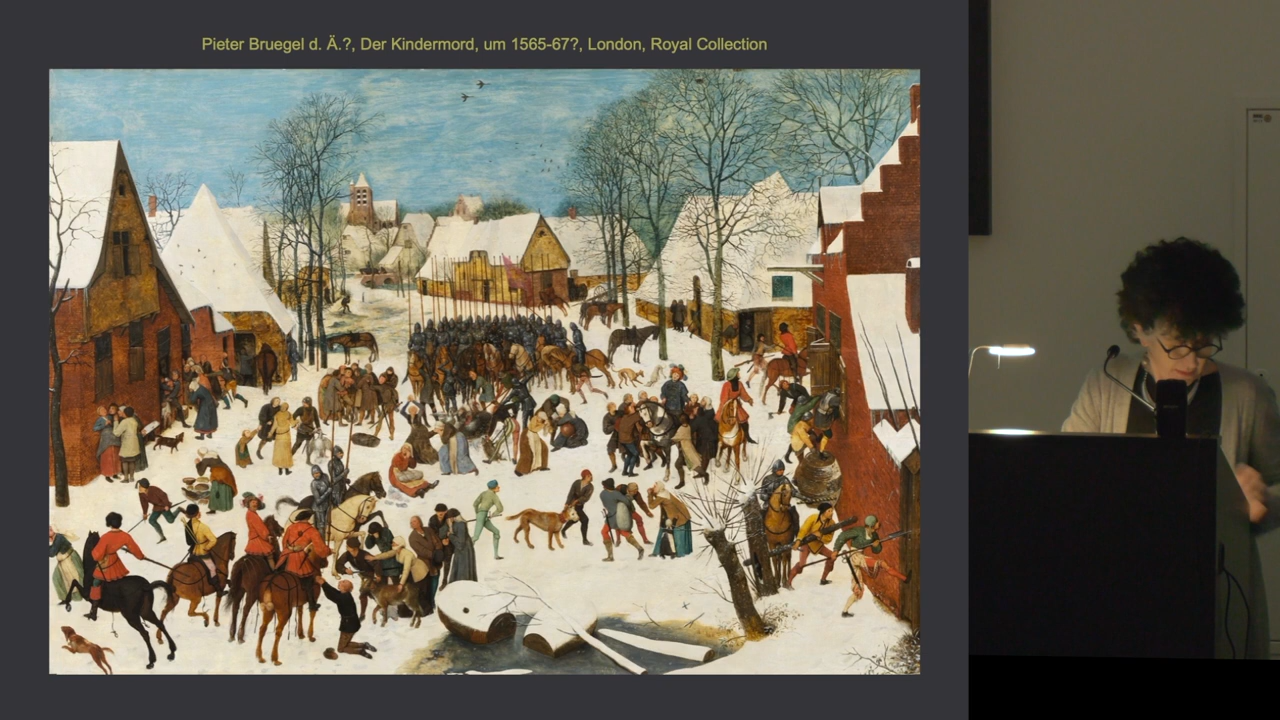 Pieter Bruegel d. Ä.?, Der Kindermord, um 1565-67?, London, Royal Collection